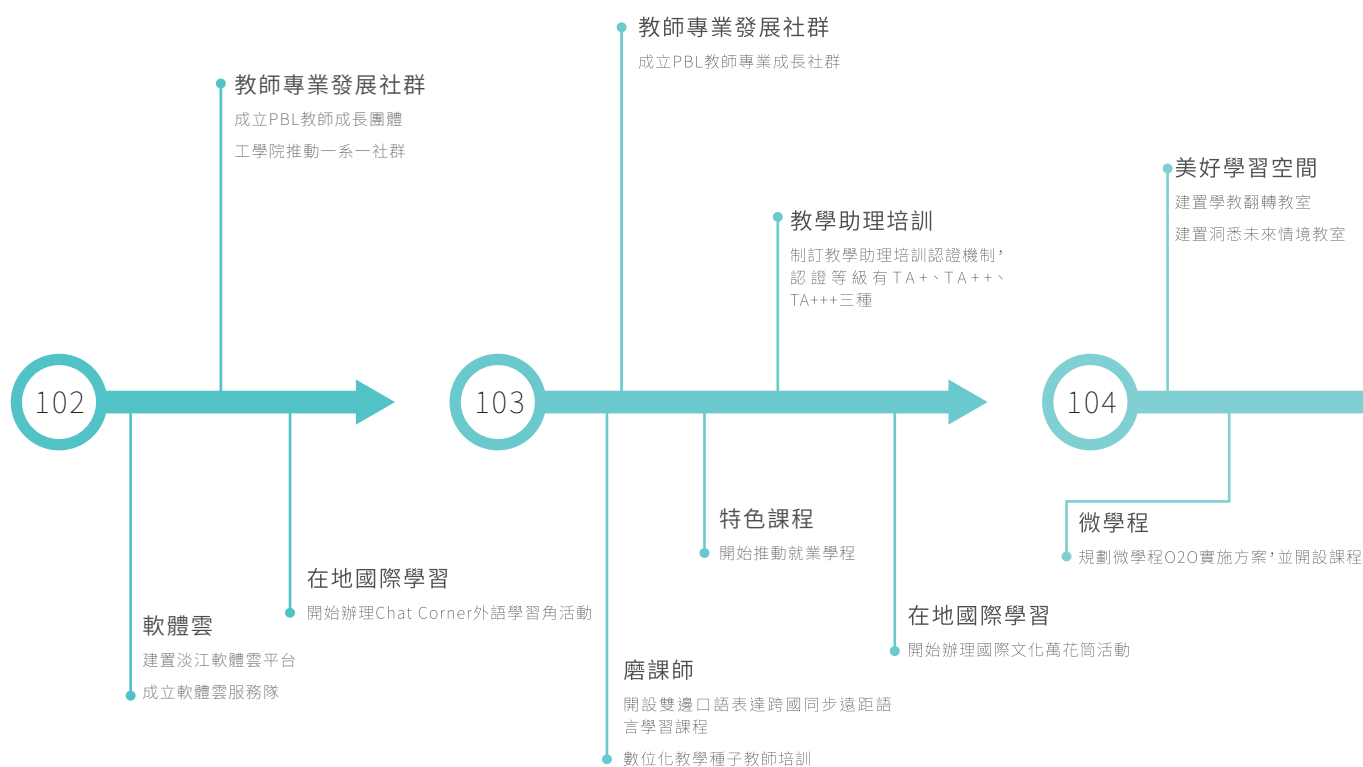 102
教師專業發展社群
成立PBL教師成長團體
工學院推動一系一社群
軟體雲
建置淡江軟體雲平台
成立軟體雲服務隊
在地國際學習
開始辦理Chat Corner外語學習角活動
103
教師專業發展社群
成立PBL教師專業成長社群
教學助理培訓
制訂教學助理培訓認證機制，
認證等級有TA+、TA++、
TA+++三種
磨課師
開設雙邊口語表達跨國同步遠距語
言學習課程
數位化教學種子教師培訓
特色課程
開始推動就業學程
在地國際學習
開始辦理國際文化萬花筒活動
104
美好學習空間
建置學教翻轉教室
建置洞悉未來情境教室
微學程
規劃微學程O2O實施方案，並開設課程